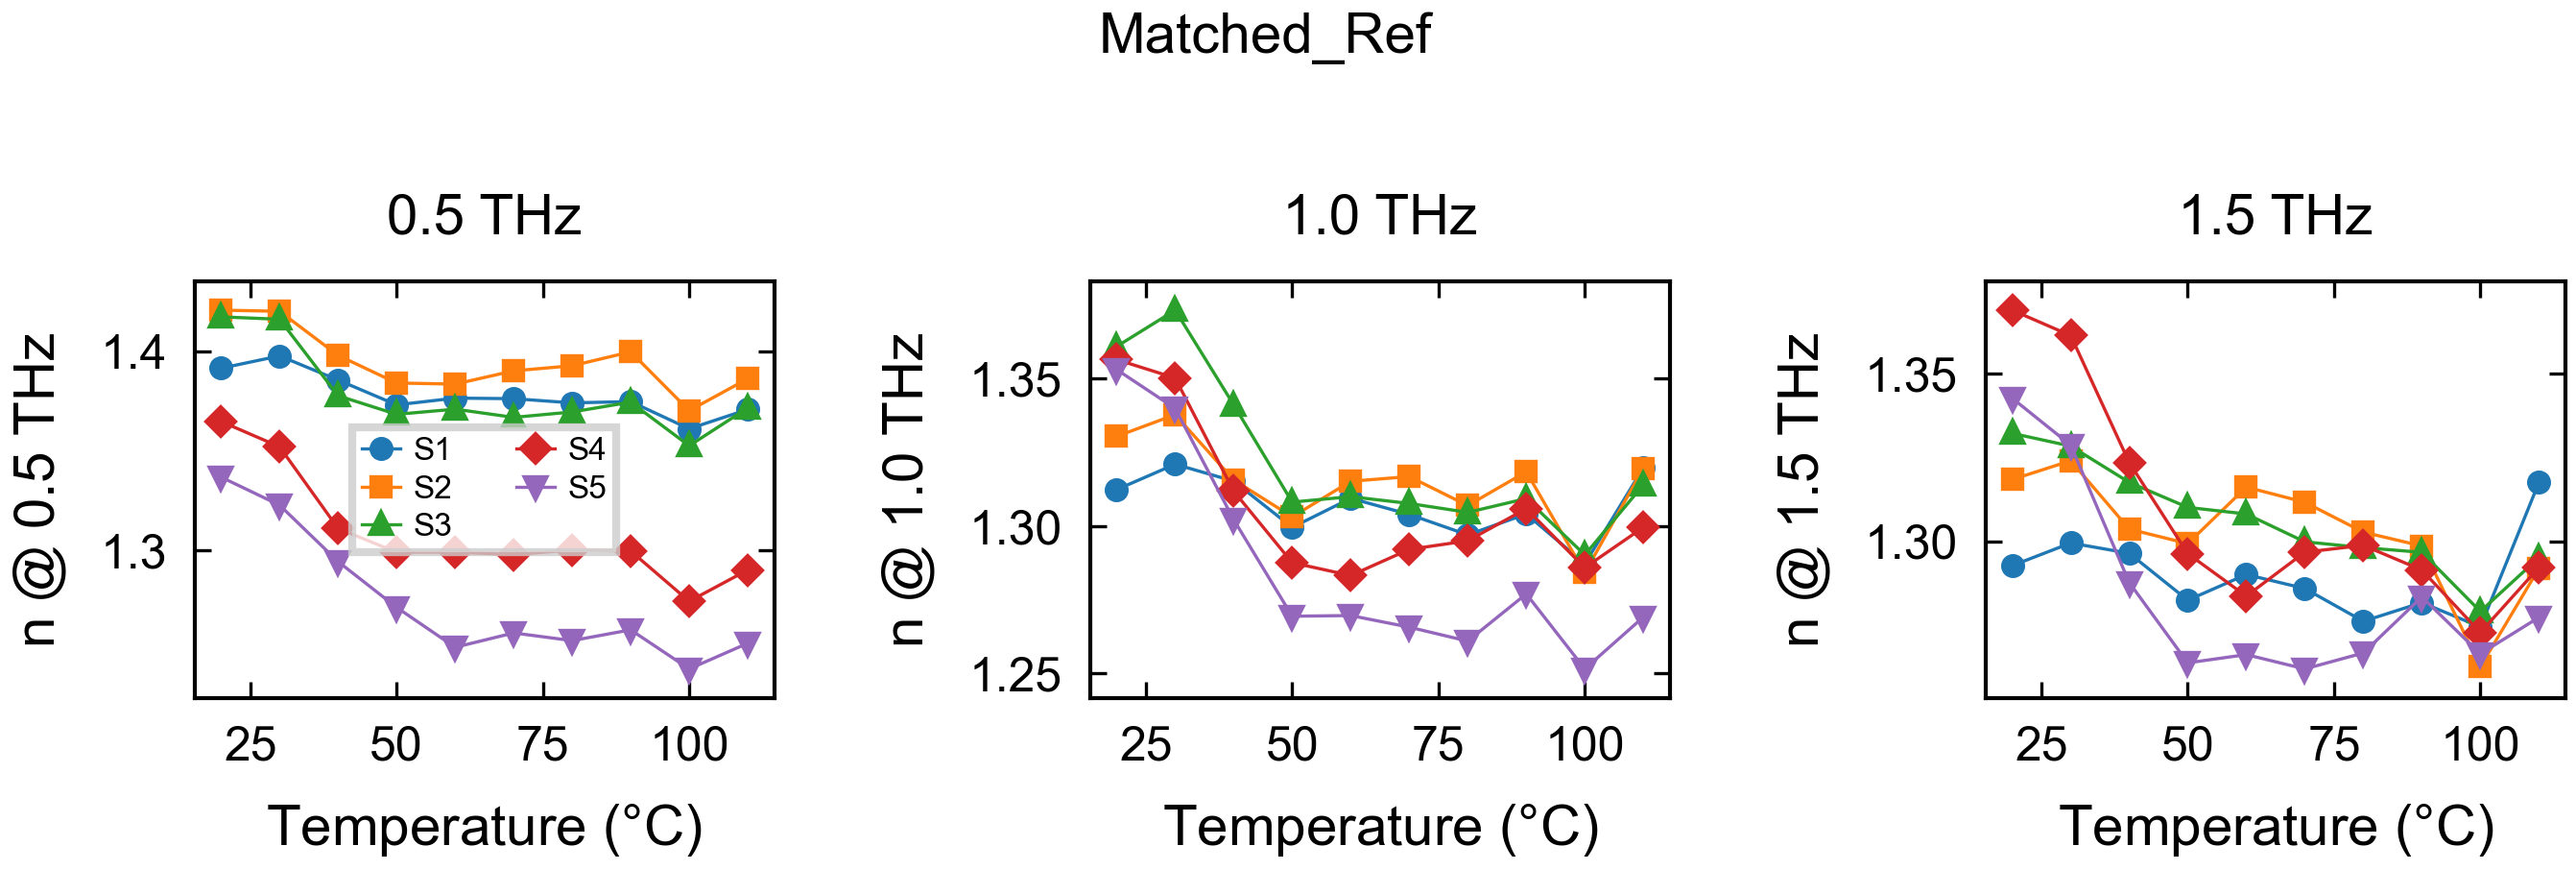 Matched_Ref
0.5 THz
n @ 0.5 THz
1.4
1.3
S1
S2
S3
S4
S5
25 50 75 100
Temperature (°C)
1.0 THz
n @ 1.0 THz
1.35
1.30
1.25
25 50 75 100
Temperature (°C)
1.5 THz
n @ 1.5 THz
1.35
1.30
25 50 75 100
Temperature (°C)